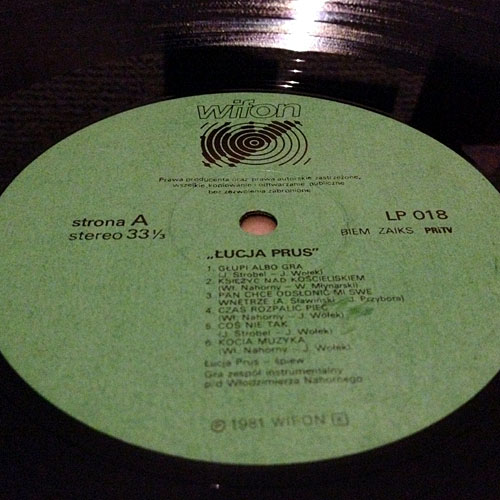 wifon
Prawa producenta oraz prawa autorskie zastrzeżone,
wszelkie kopiowanie i odtwarzanie publiczne
bez zezwolenia zabronione
strona A
stereo 33 1/3
LP 018
BIEM ZAIKS PRiTV
„ŁUCJA PRUS”
1. GŁUPI ALBO GRA
(J. Strobel – J. Wołek)
2. KSIĘŻYC NAD KOŚCIELISKIEM
(Wł. Nahorny – W. Młynarski)
3. PAN CHCE ODSŁONIĆ MI SWE
WNĘTRZE (A. Sławiński – J. Przybora)
4. CZAS ROZPALIĆ PIEC
(Wł. Nahorny – J. Wołek)
5. COŚ NIE TAK
(J. Strobel – J. Wołek)
6. KOCIA MUZYKA
(Wł. Nahorny – J. Wołek)
Łucja Prus – śpiew
Gra zespół instrumentalny
pod Włodzimierza Nahornego
℗ 1981 WIFON